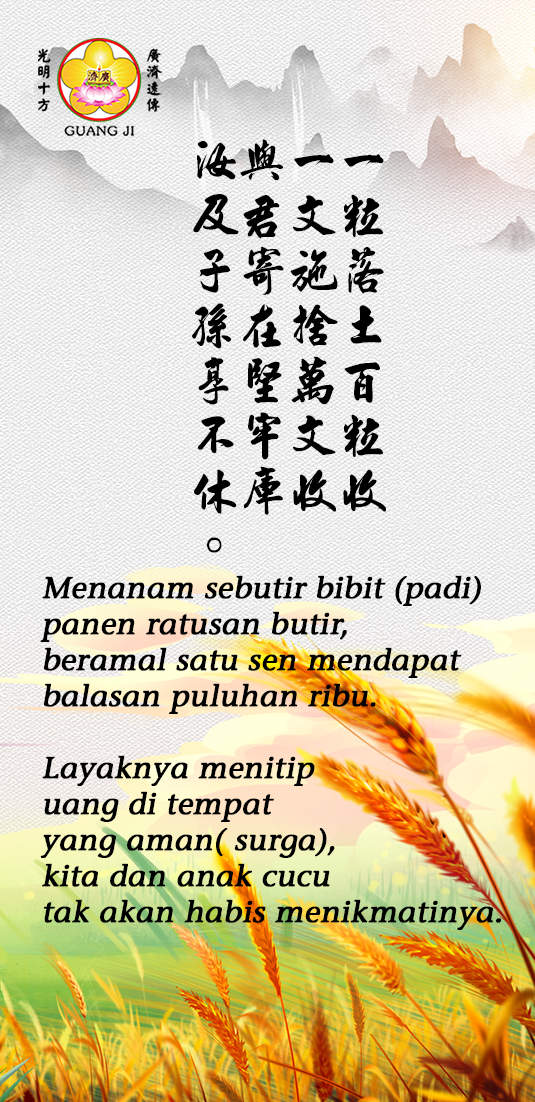 光明十方
廣濟遠傳
廣濟
GUANG JI
一粒落土百粒收
一文施捨萬文收
與君寄在堅牢庫
汝及子孫享不休。
Menanam sebutir bibit (padi)
panen ratusan butir,
beramal satu sen mendapat
balasan puluhan ribu.
Layaknya menitip
uang di tempat
yang aman( surga),
kita dan anak cucu
tak akan habis menikmatinya.